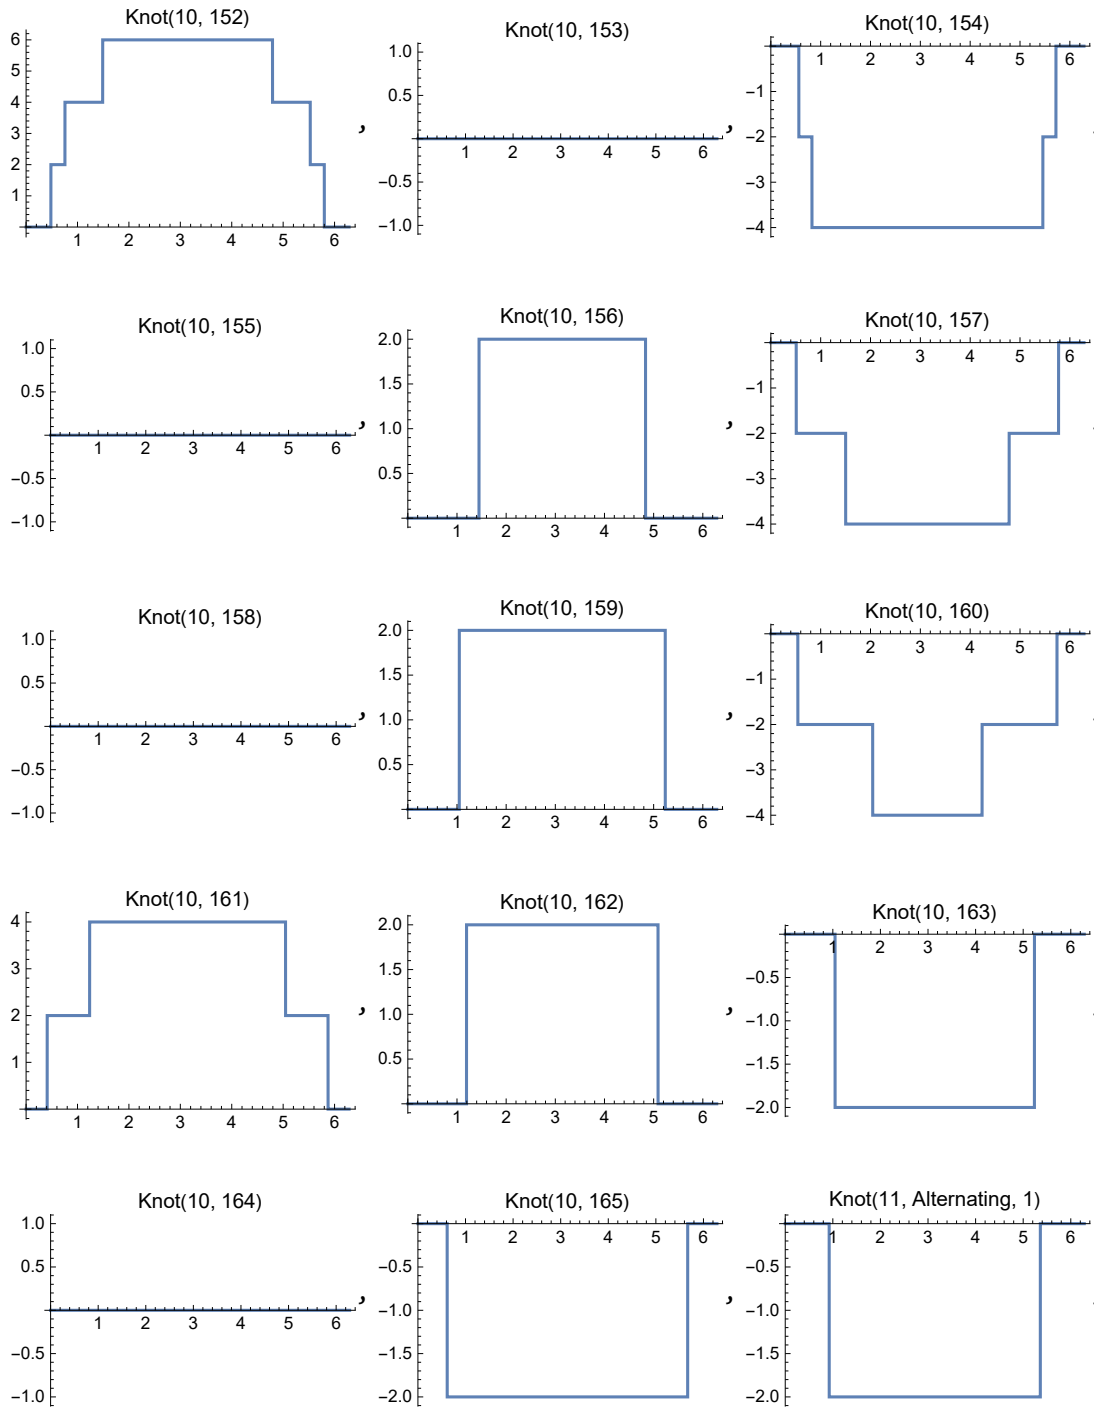 Knot(10, 152)
6
5
4
3
2
1
1 2 3 4 5 6
,
Knot(10, 153)
1.0
0.5
1 2 3 4 5 6
−0.5
−1.0
,
Knot(10, 154)
1 2 3 4 5 6
−1
−2
−3
−4
Knot(10, 155)
1.0
0.5
1 2 3 4 5 6
−0.5
−1.0
,
Knot(10, 156)
2.0
1.5
1.0
0.5
1 2 3 4 5 6
,
Knot(10, 157)
1 2 3 4 5 6
−1
−2
−3
−4
Knot(10, 158)
1.0
0.5
1 2 3 4 5 6
−0.5
−1.0
,
Knot(10, 159)
2.0
1.5
1.0
0.5
1 2 3 4 5 6
,
Knot(10, 160)
1 2 3 4 5 6
−1
−2
−3
−4
Knot(10, 161)
4
3
2
1
1 2 3 4 5 6
,
Knot(10, 162)
2.0
1.5
1.0
0.5
1 2 3 4 5 6
,
Knot(10, 163)
1 2 3 4 5 6
−0.5
−1.0
−1.5
−2.0
Knot(10, 164)
1.0
0.5
1 2 3 4 5 6
−0.5
−1.0
,
Knot(10, 165)
1 2 3 4 5 6
−0.5
−1.0
−1.5
−2.0
,
Knot(11, Alternating, 1)
1 2 3 4 5 6
−0.5
−1.0
−1.5
−2.0